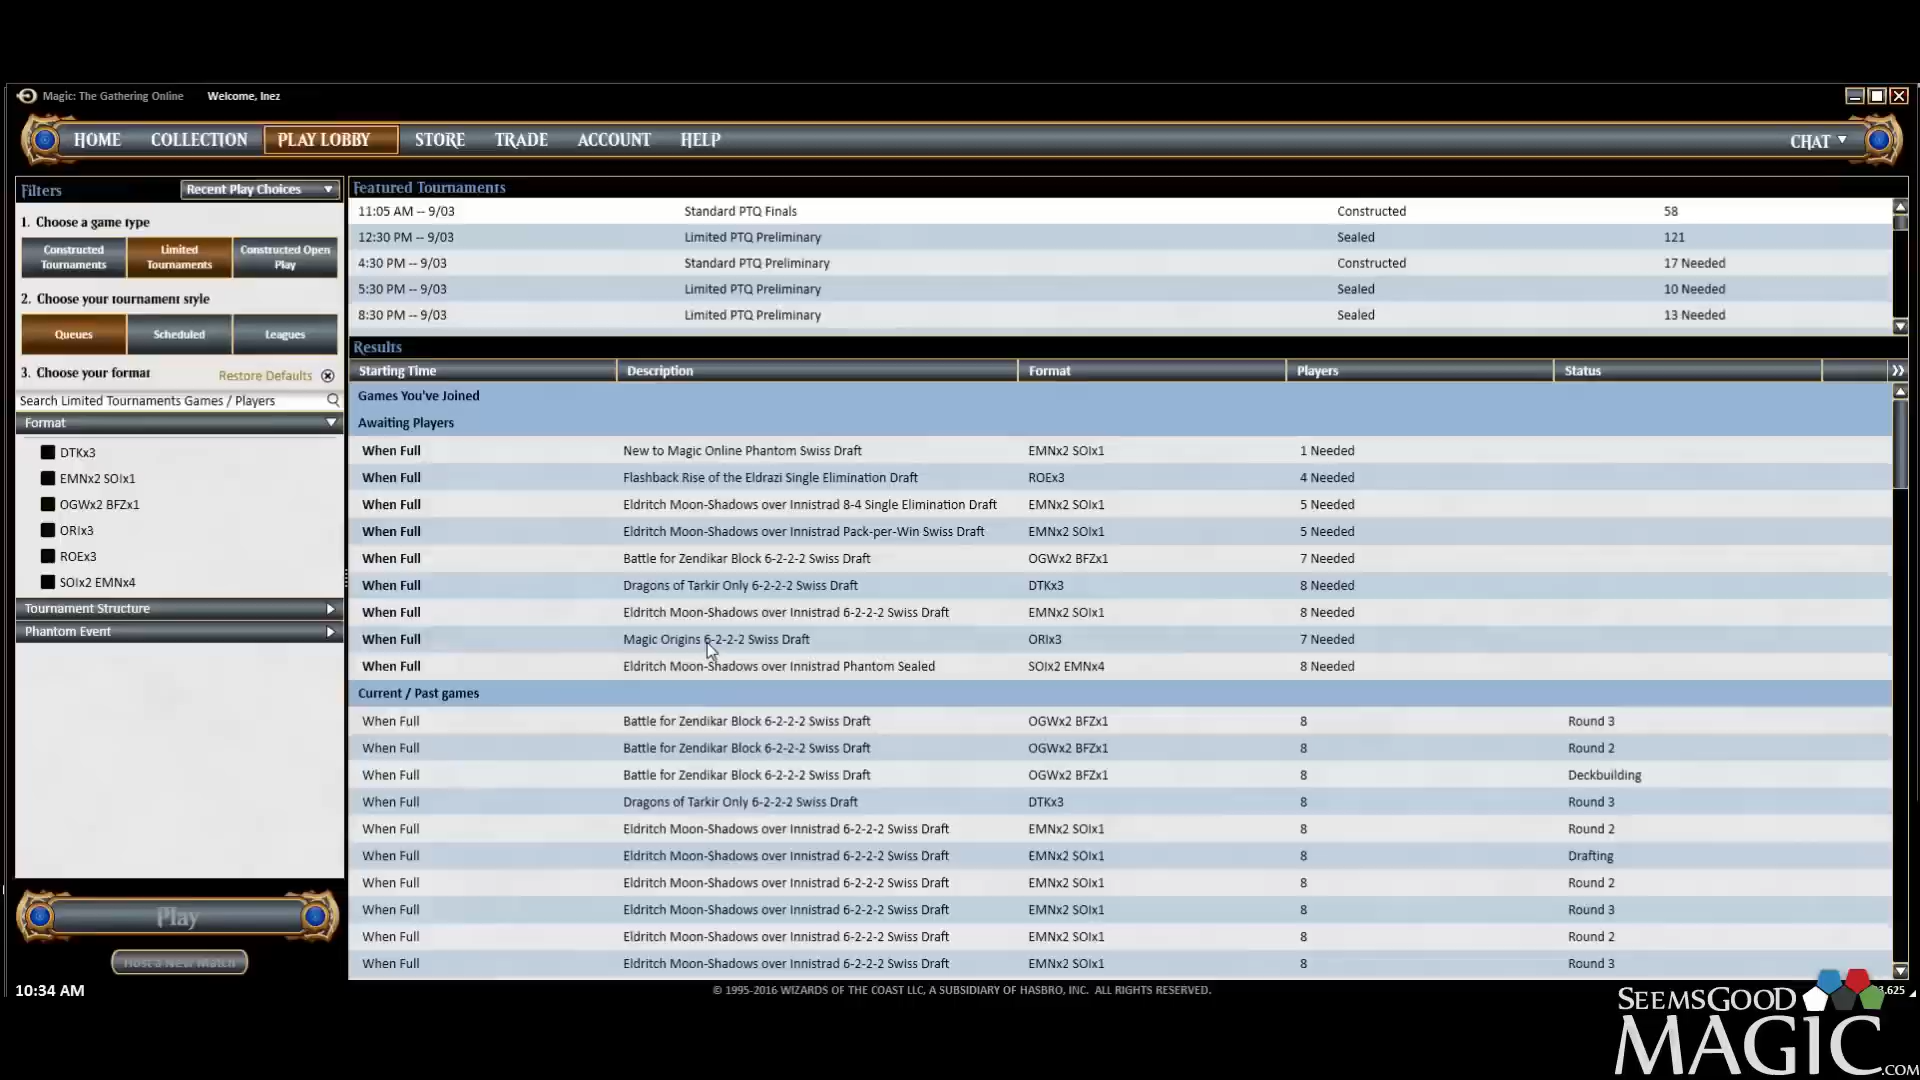 Magic: The Gathering Online Welcome, Inez
HOME COLLECTION PLAY LOBBY STORE TRADE ACCOUNT HELP CHAT
Filters Recent Play Choices
1. Choose a game type
Constructed Tournaments Limited Tournaments Constructed Open Play
2. Choose your tournament style
Queues Scheduled Leagues
3. Choose your format Restore Defaults
Search Limited Tournaments Games / Players
Format
DTKx3
EMNx2 SOIx1
OGWx2 BFZx1
ORIx3
ROEx3
SOIx2 EMNx4
Tournament Structure
Phantom Event
Play
Host a New Match
10:34 AM
Featured Tournaments
11:05 AM -- 9/03 Standard PTQ Finals Constructed 58
12:30 PM -- 9/03 Limited PTQ Preliminary Sealed 121
4:30 PM -- 9/03 Standard PTQ Preliminary Constructed 17 Needed
5:30 PM -- 9/03 Limited PTQ Preliminary Sealed 10 Needed
8:30 PM -- 9/03 Limited PTQ Preliminary Sealed 13 Needed
Results
Starting Time Description Format Players Status
Games You've Joined
Awaiting Players
When Full New to Magic Online Phantom Swiss Draft EMNx2 SOIx1 1 Needed
When Full Flashback Rise of the Eldrazi Single Elimination Draft ROEx3 4 Needed
When Full Eldritch Moon-Shadows over Innistrad 8-4 Single Elimination Draft EMNx2 SOIx1 5 Needed
When Full Eldritch Moon-Shadows over Innistrad Pack-per-Win Swiss Draft EMNx2 SOIx1 5 Needed
When Full Battle for Zendikar Block 6-2-2-2 Swiss Draft OGWx2 BFZx1 7 Needed
When Full Dragons of Tarkir Only 6-2-2-2 Swiss Draft DTKx3 8 Needed
When Full Eldritch Moon-Shadows over Innistrad 6-2-2-2 Swiss Draft EMNx2 SOIx1 8 Needed
When Full Magic Origins 6-2-2-2 Swiss Draft ORIx3 7 Needed
When Full Eldritch Moon-Shadows over Innistrad Phantom Sealed SOIx2 EMNx4 8 Needed
Current / Past games
When Full Battle for Zendikar Block 6-2-2-2 Swiss Draft OGWx2 BFZx1 8 Round 3
When Full Battle for Zendikar Block 6-2-2-2 Swiss Draft OGWx2 BFZx1 8 Round 2
When Full Battle for Zendikar Block 6-2-2-2 Swiss Draft OGWx2 BFZx1 8 Deckbuilding
When Full Dragons of Tarkir Only 6-2-2-2 Swiss Draft DTKx3 8 Round 3
When Full Eldritch Moon-Shadows over Innistrad 6-2-2-2 Swiss Draft EMNx2 SOIx1 8 Round 2
When Full Eldritch Moon-Shadows over Innistrad 6-2-2-2 Swiss Draft EMNx2 SOIx1 8 Drafting
When Full Eldritch Moon-Shadows over Innistrad 6-2-2-2 Swiss Draft EMNx2 SOIx1 8 Round 2
When Full Eldritch Moon-Shadows over Innistrad 6-2-2-2 Swiss Draft EMNx2 SOIx1 8 Round 3
When Full Eldritch Moon-Shadows over Innistrad 6-2-2-2 Swiss Draft EMNx2 SOIx1 8 Round 2
When Full Eldritch Moon-Shadows over Innistrad 6-2-2-2 Swiss Draft EMNx2 SOIx1 8 Round 3
© 1995-2016 WIZARDS OF THE COAST LLC, A SUBSIDIARY OF HASBRO, INC. ALL RIGHTS RESERVED.
SEEMSGOOD
MAGIC.COM